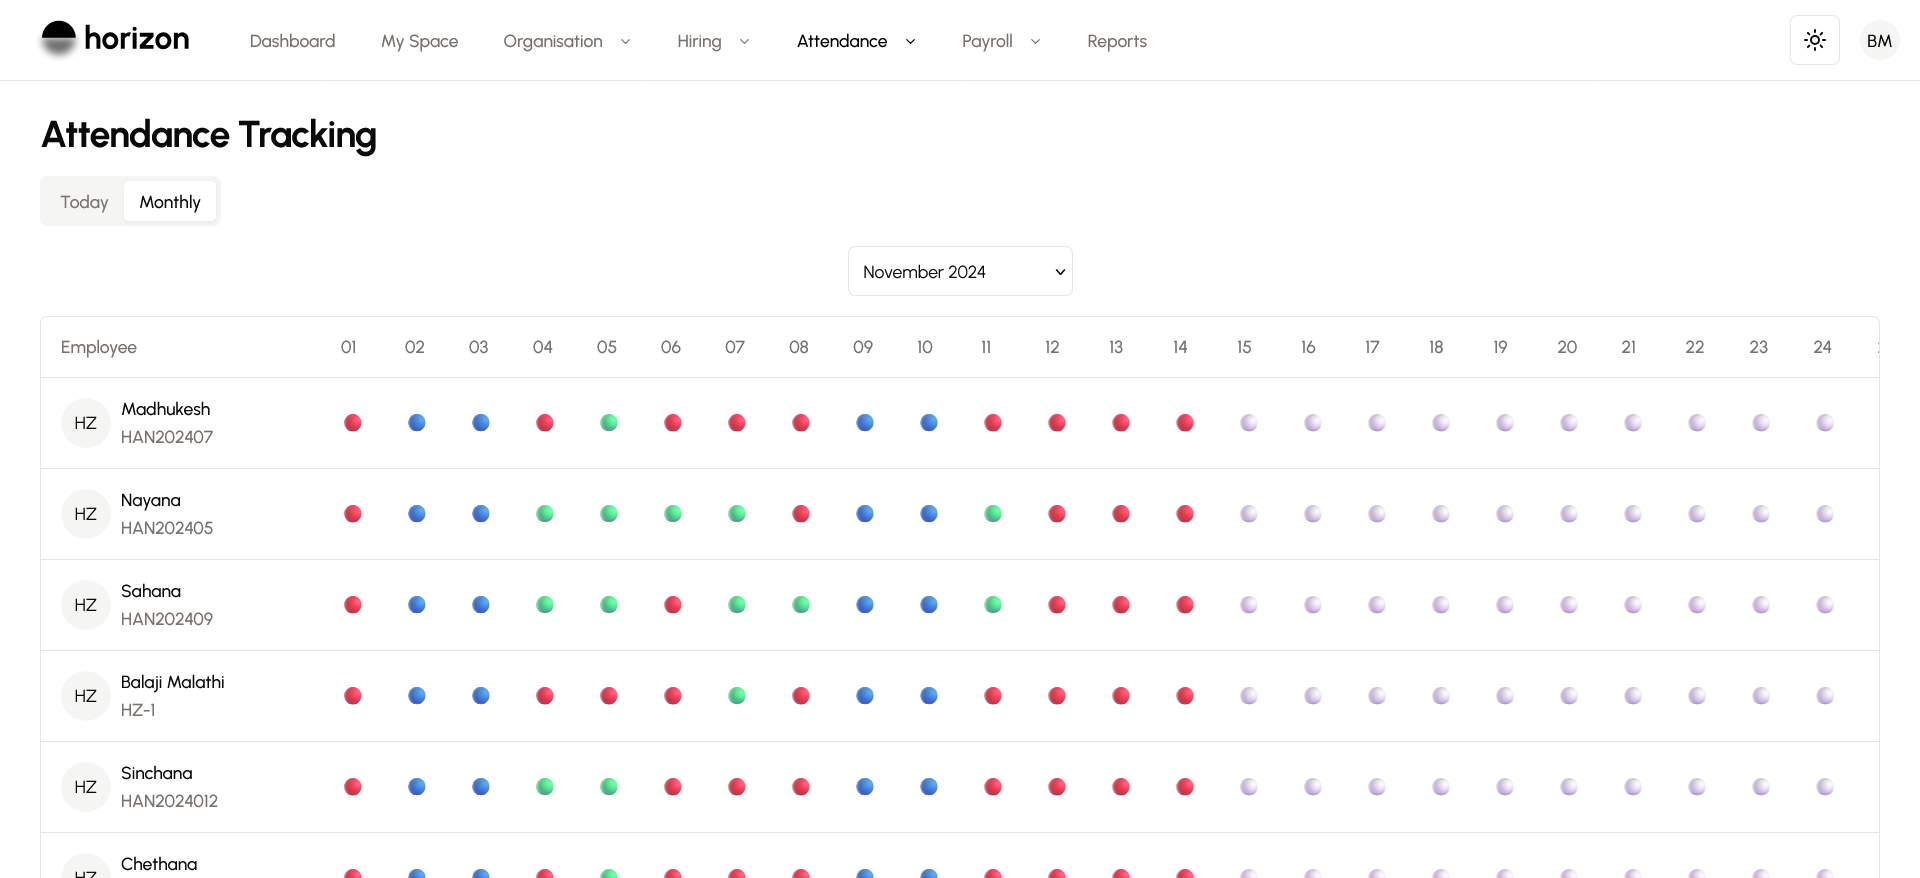 horizon
Dashboard My Space Organisation Hiring Attendance Payroll Reports
BM
Attendance Tracking
Today Monthly
November 2024
Employee 01 02 03 04 05 06 07 08 09 10 11 12 13 14 15 16 17 18 19 20 21 22 23 24
HZ Madhukesh
HAN202407
HZ Nayana
HAN202405
HZ Sahana
HAN202409
HZ Balaji Malathi
HZ-1
HZ Sinchana
HAN2024012
HZ Chethana